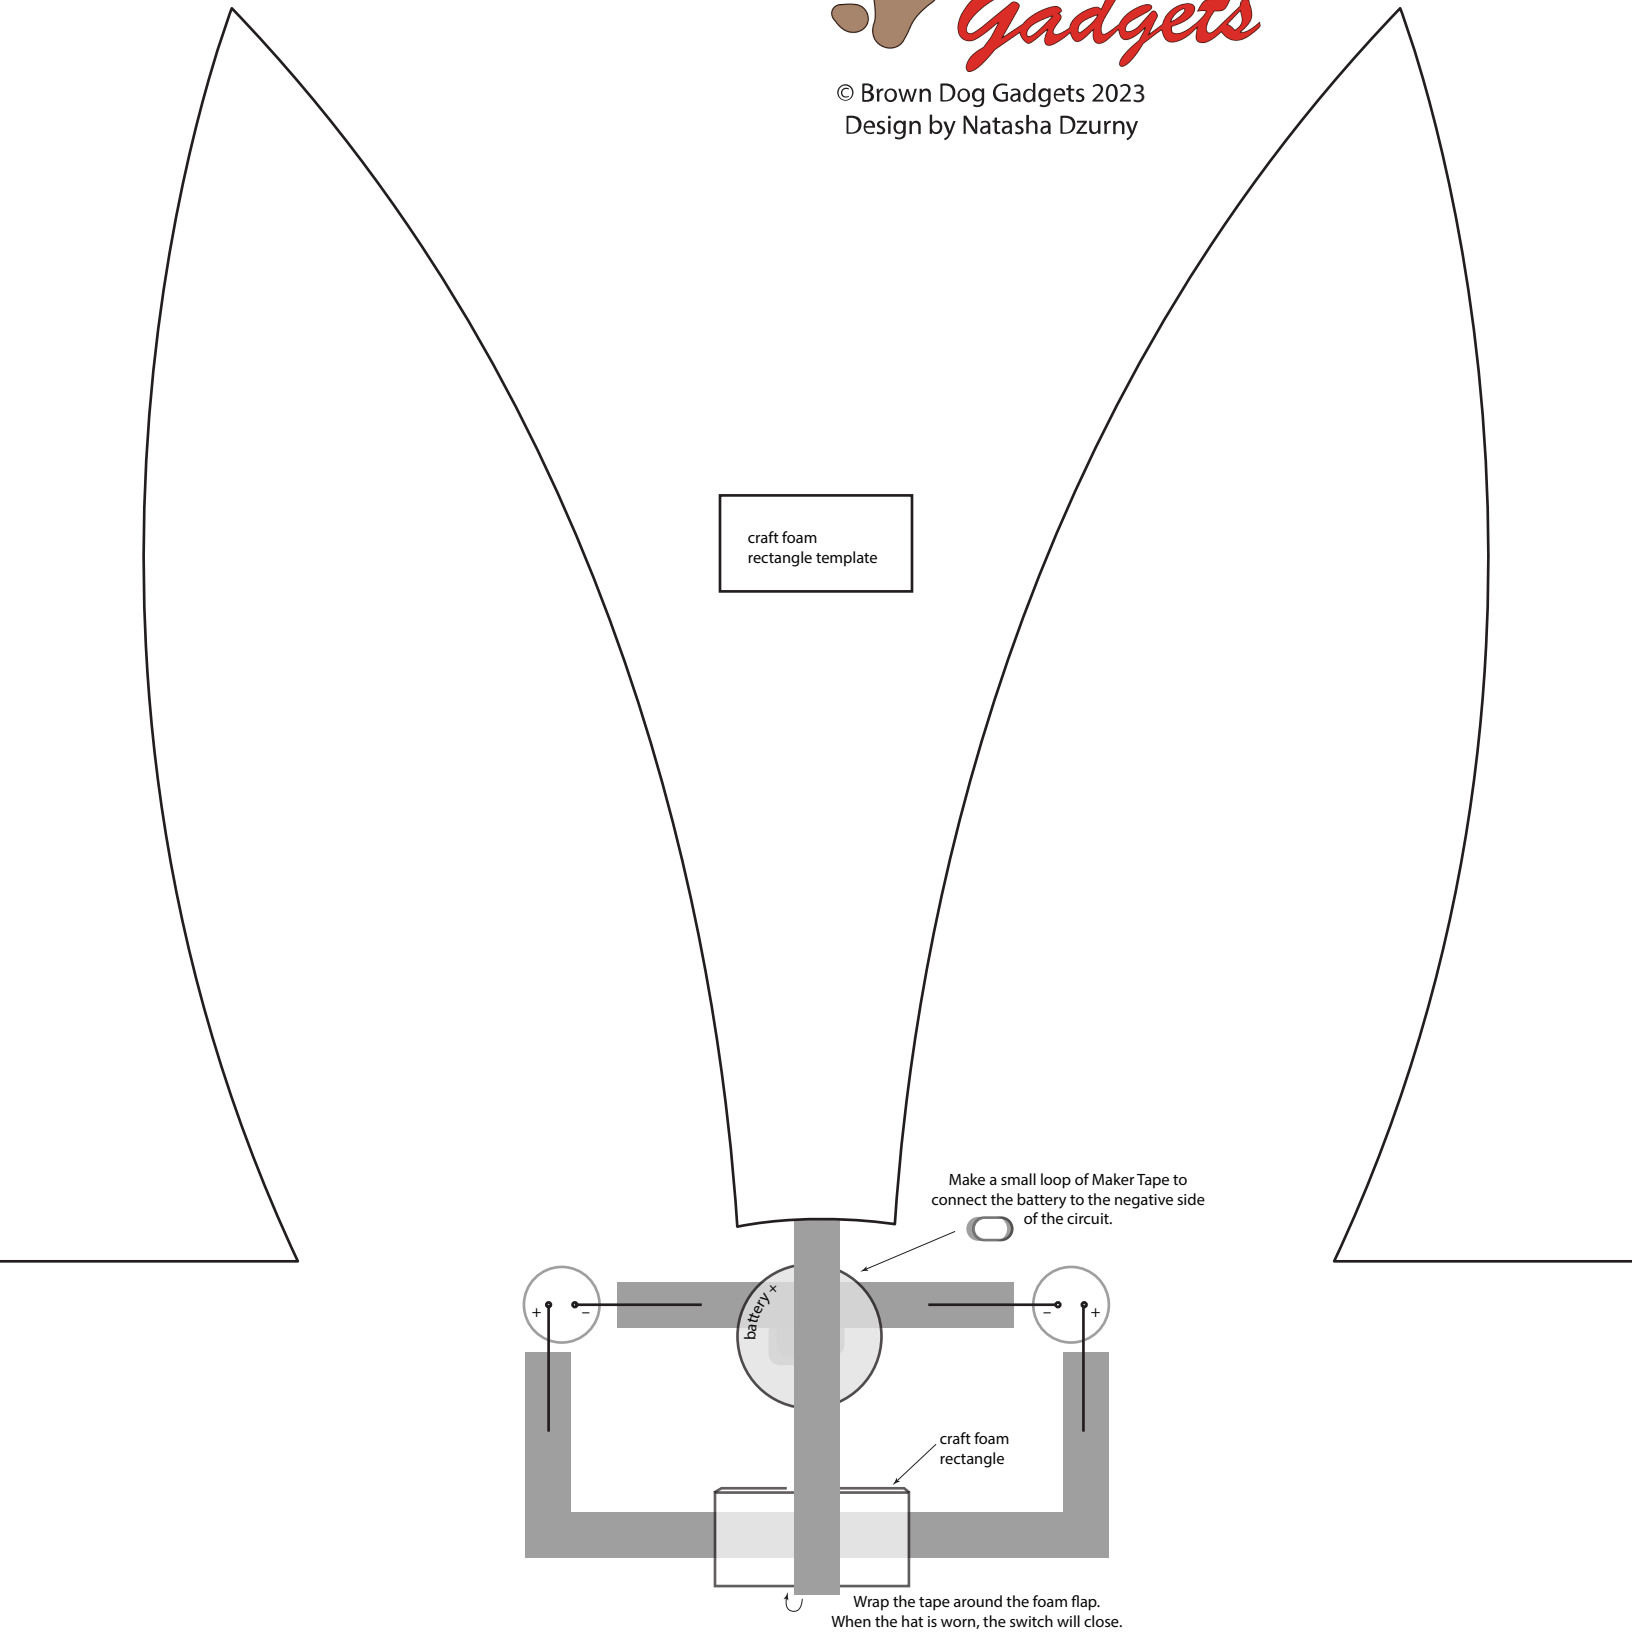 Gadgets
© Brown Dog Gadgets 2023
Design by Natasha Dzurny
craft foam
rectangle template
Make a small loop of Maker Tape to
connect the battery to the negative side
of the circuit.
battery +
+ −
− +
craft foam
rectangle
Wrap the tape around the foam flap.
When the hat is worn, the switch will close.